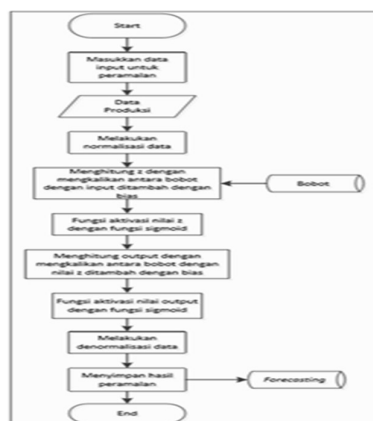 Start
Masukkan data
input untuk
peramalan
Data
Produksi
Melakukan
normalisasi data
Menghitung z dengan
mengkalikan antara bobot
dengan input ditambah dengan
bias
Bobot
Fungsi aktivasi nilai z
dengan fungsi sigmoid
Menghitung output dengan
mengkalikan antara bobot dengan
nilai z ditambah dengan bias
Fungsi aktivasi nilai output
dengan fungsi sigmoid
Melakukan
denormalisasi data
Menyimpan hasil
peramalan
Forecasting
End